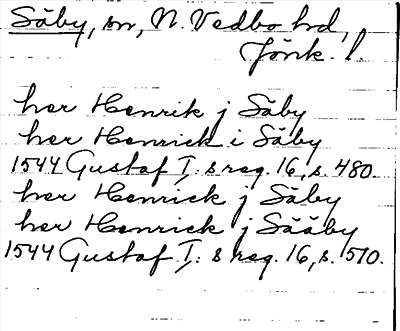 Säby, sn, N. Vedbo hd,
Jönk. l.
her Henrik j Säby
her Henrick i Säby
1544 Gustaf I: s reg. 16, s. 480.
her Henrick j Säby
her Henrick j Sääby
1544 Gustaf I: s reg. 16, s. 510.